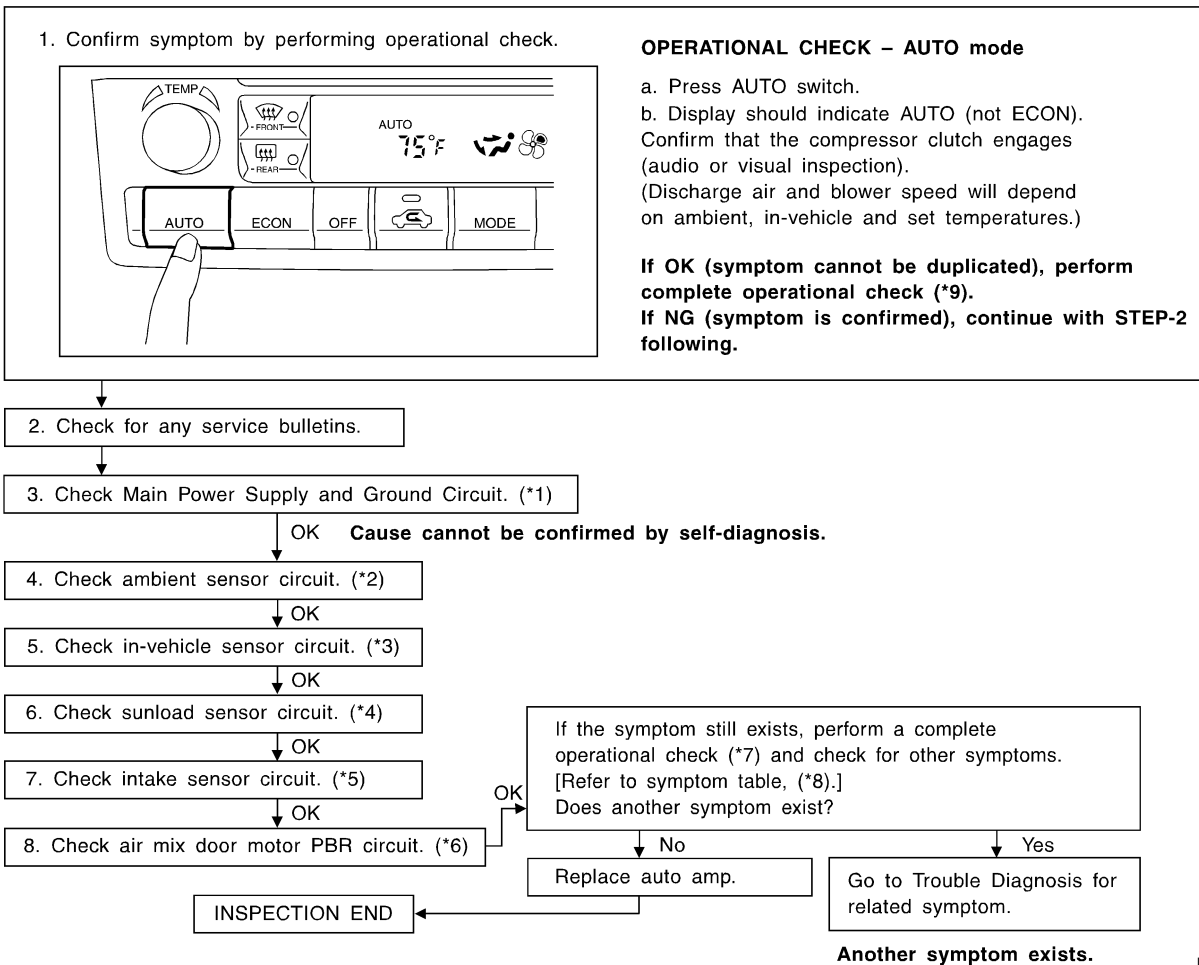 1. Confirm symptom by performing operational check.
TEMP
FRONT
REAR
AUTO
75°F
AUTO
ECON
OFF
MODE
OPERATIONAL CHECK – AUTO mode
a. Press AUTO switch.
b. Display should indicate AUTO (not ECON).
Confirm that the compressor clutch engages
(audio or visual inspection).
(Discharge air and blower speed will depend
on ambient, in-vehicle and set temperatures.)
If OK (symptom cannot be duplicated), perform
complete operational check (*9).
If NG (symptom is confirmed), continue with STEP-2
following.
2. Check for any service bulletins.
3. Check Main Power Supply and Ground Circuit. (*1)
OK
Cause cannot be confirmed by self-diagnosis.
4. Check ambient sensor circuit. (*2)
OK
5. Check in-vehicle sensor circuit. (*3)
OK
6. Check sunload sensor circuit. (*4)
OK
7. Check intake sensor circuit. (*5)
OK
8. Check air mix door motor PBR circuit. (*6)
OK
If the symptom still exists, perform a complete
operational check (*7) and check for other symptoms.
[Refer to symptom table, (*8).]
Does another symptom exist?
No
Yes
Replace auto amp.
Go to Trouble Diagnosis for
related symptom.
INSPECTION END
Another symptom exists.